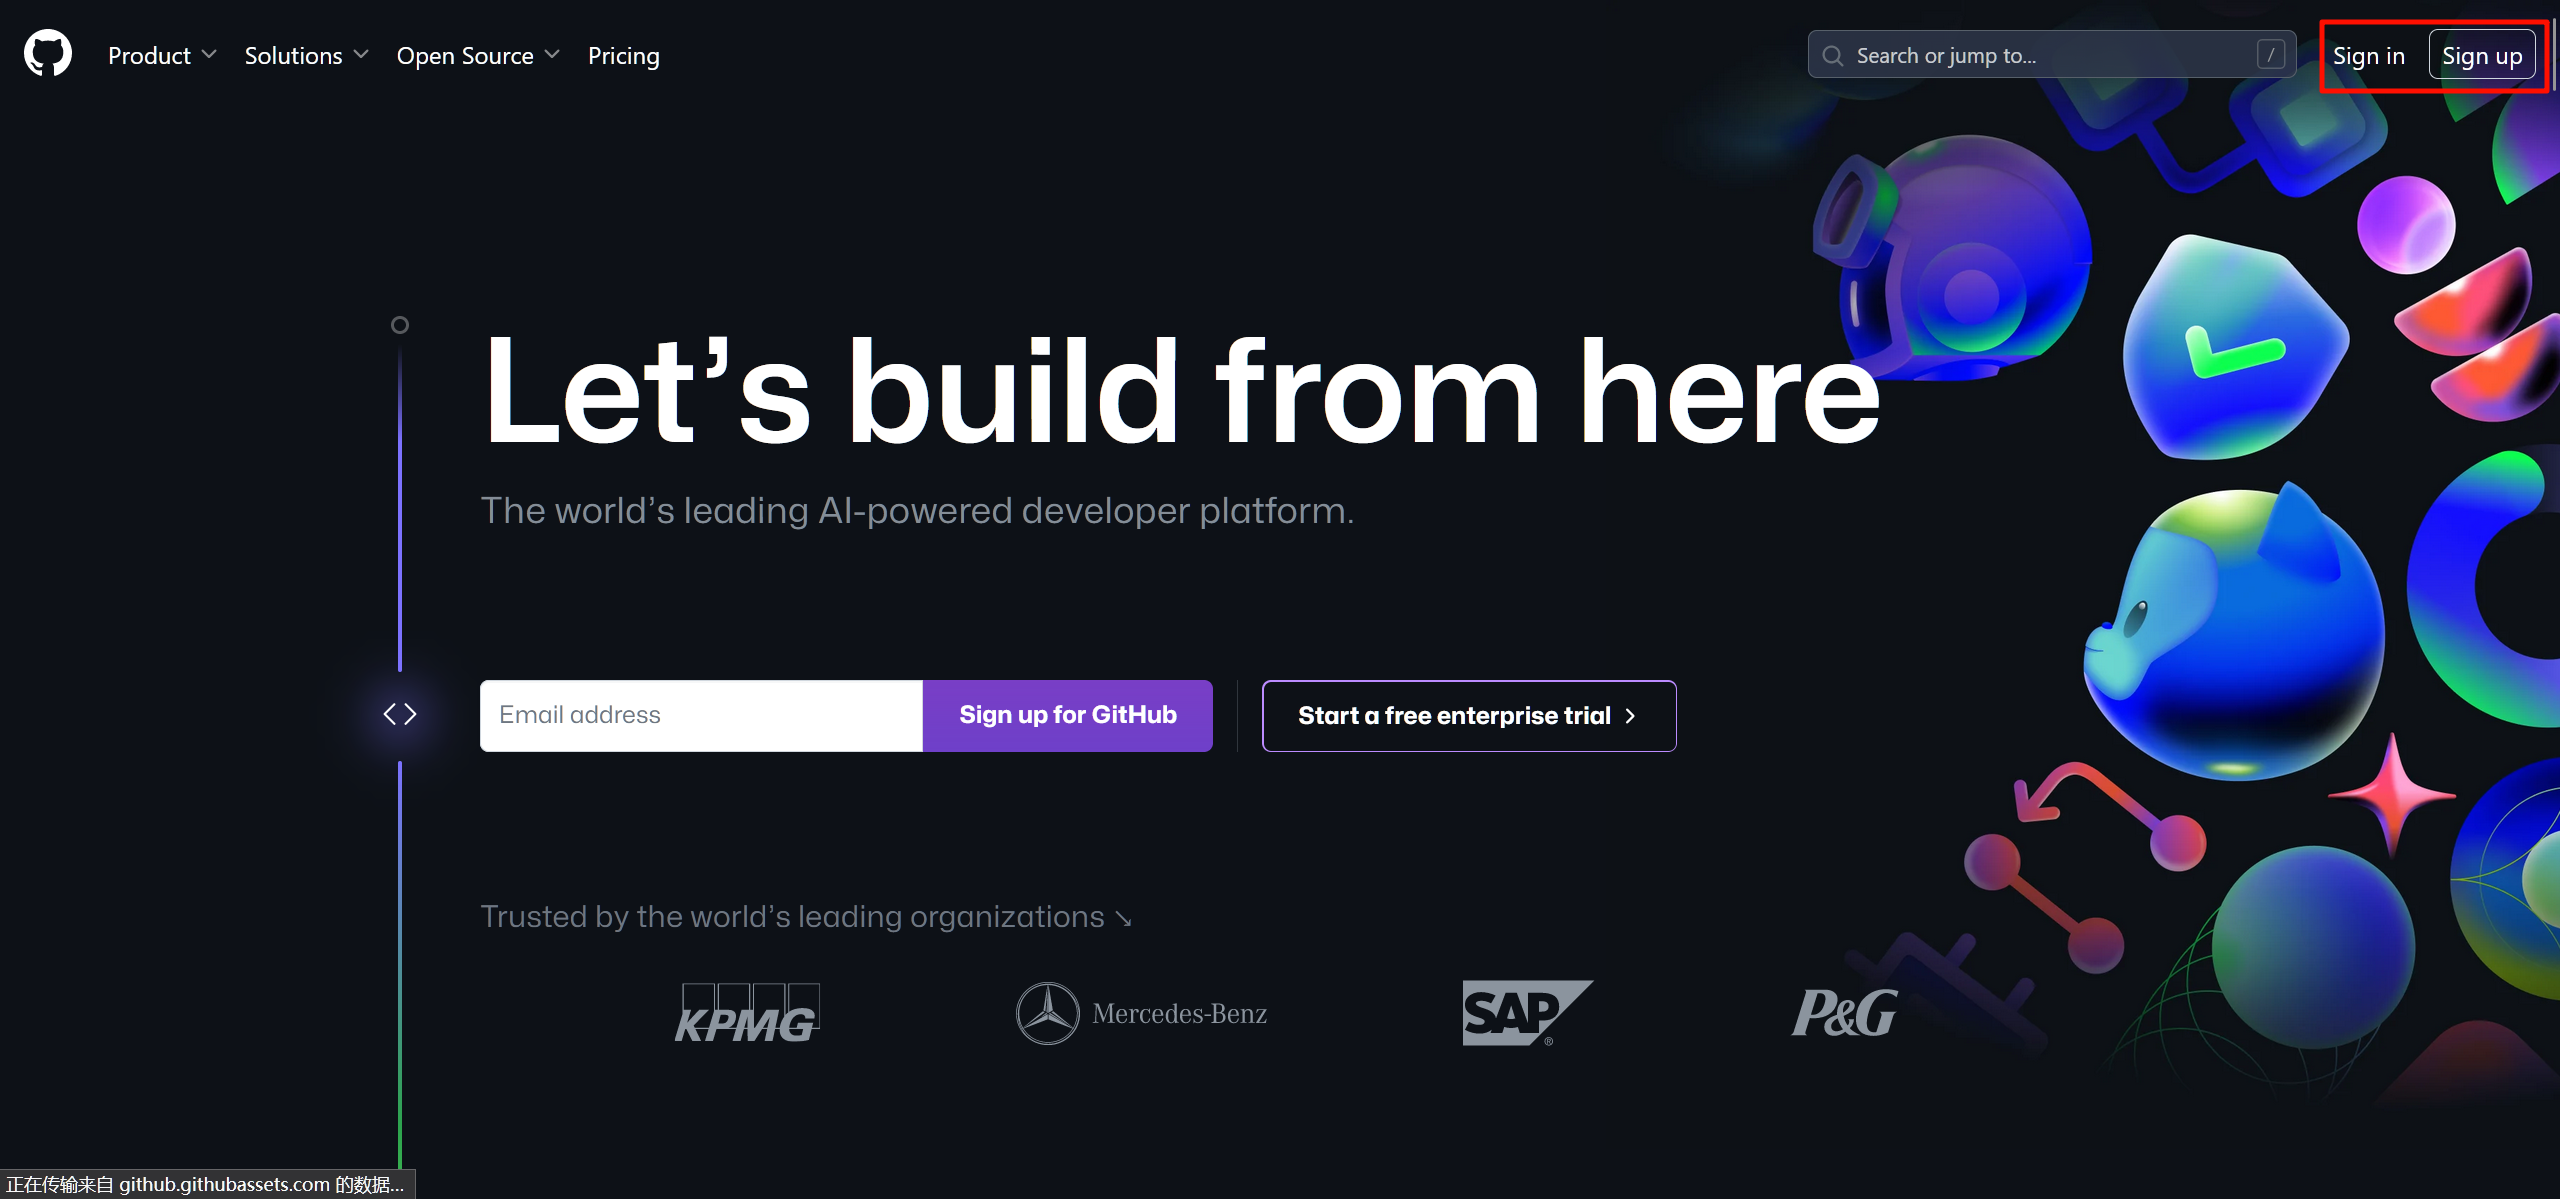 Product Solutions Open Source Pricing Search or jump to... / Sign in Sign up
Let’s build from here
The world’s leading AI-powered developer platform.
Email address Sign up for GitHub Start a free enterprise trial
Trusted by the world’s leading organizations ↘
KPMG Mercedes-Benz SAP ® P&G
正在传输来自 github.githubassets.com 的数据...